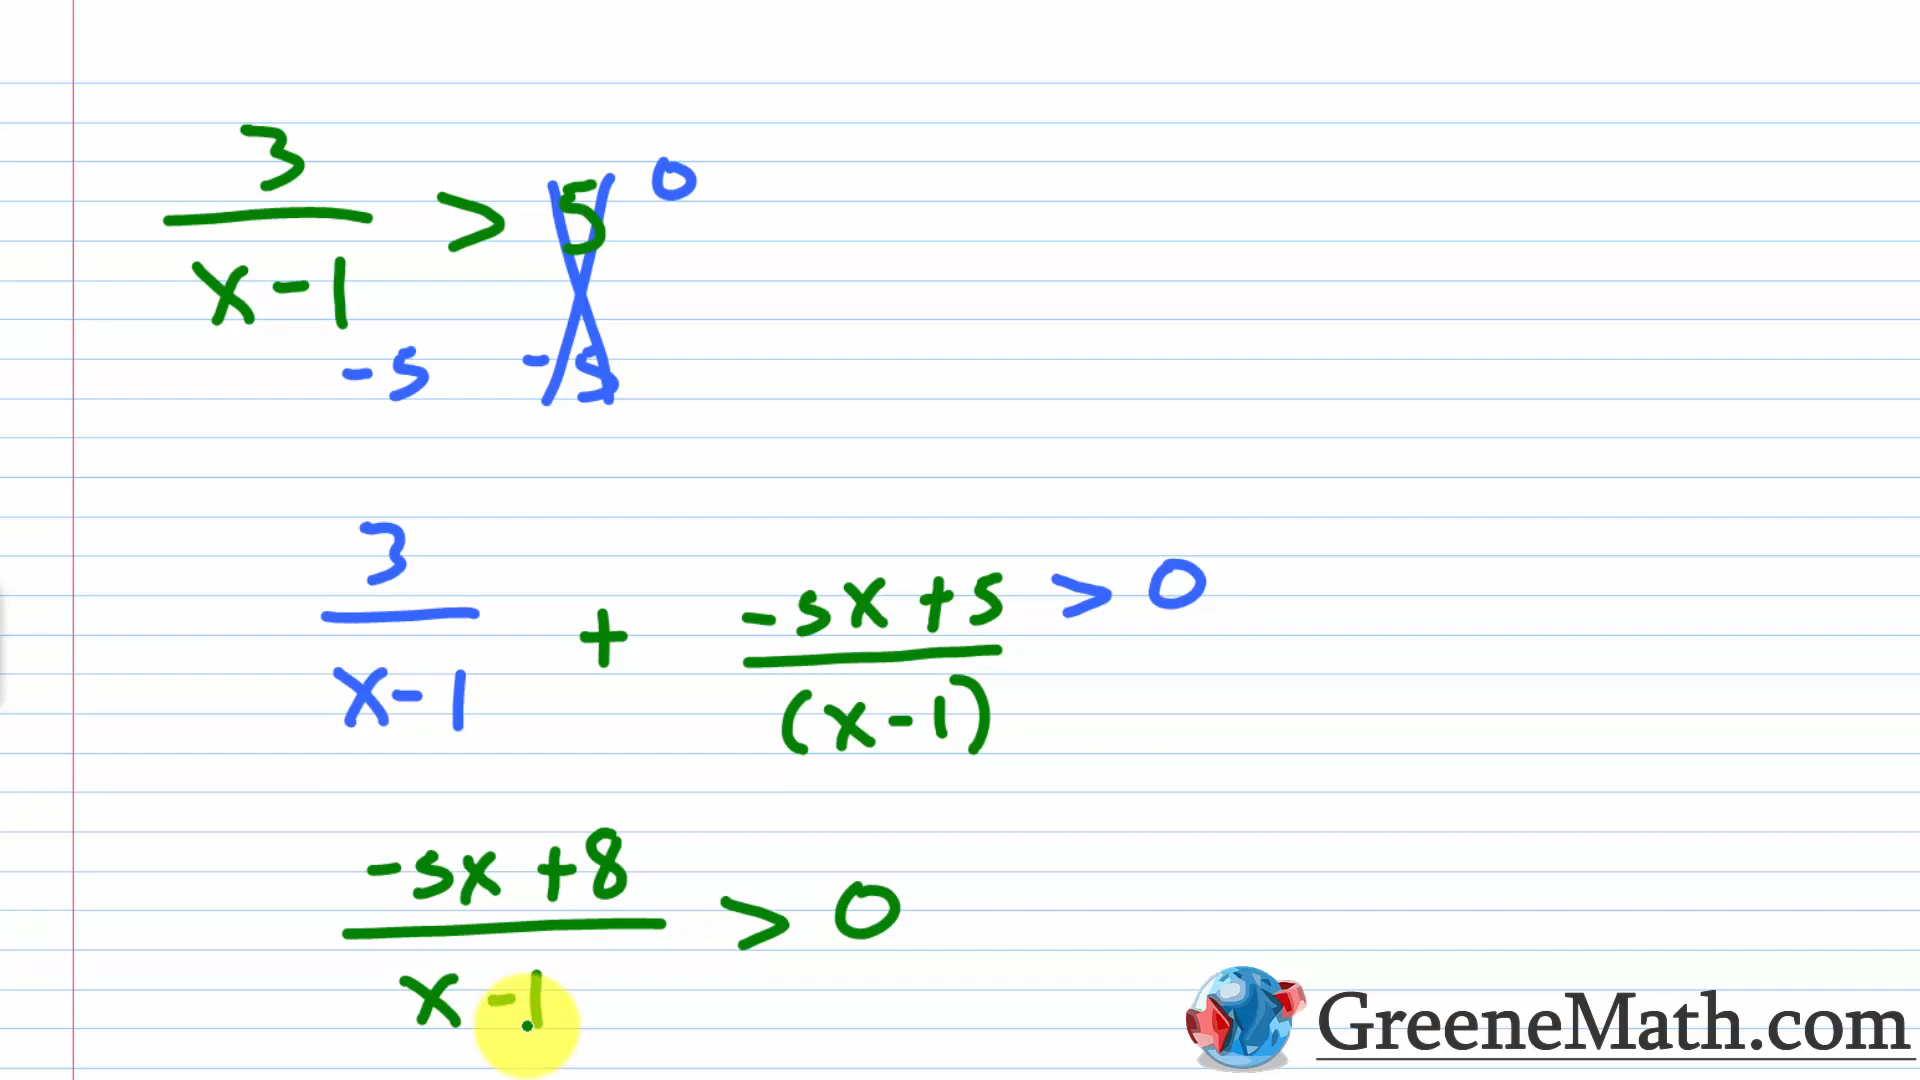 3
x - 1 > 5 0
-5 -5
3
x - 1 + -5x + 5 > 0
(x - 1)
-5x + 8 > 0
x - 1
GreeneMath.com